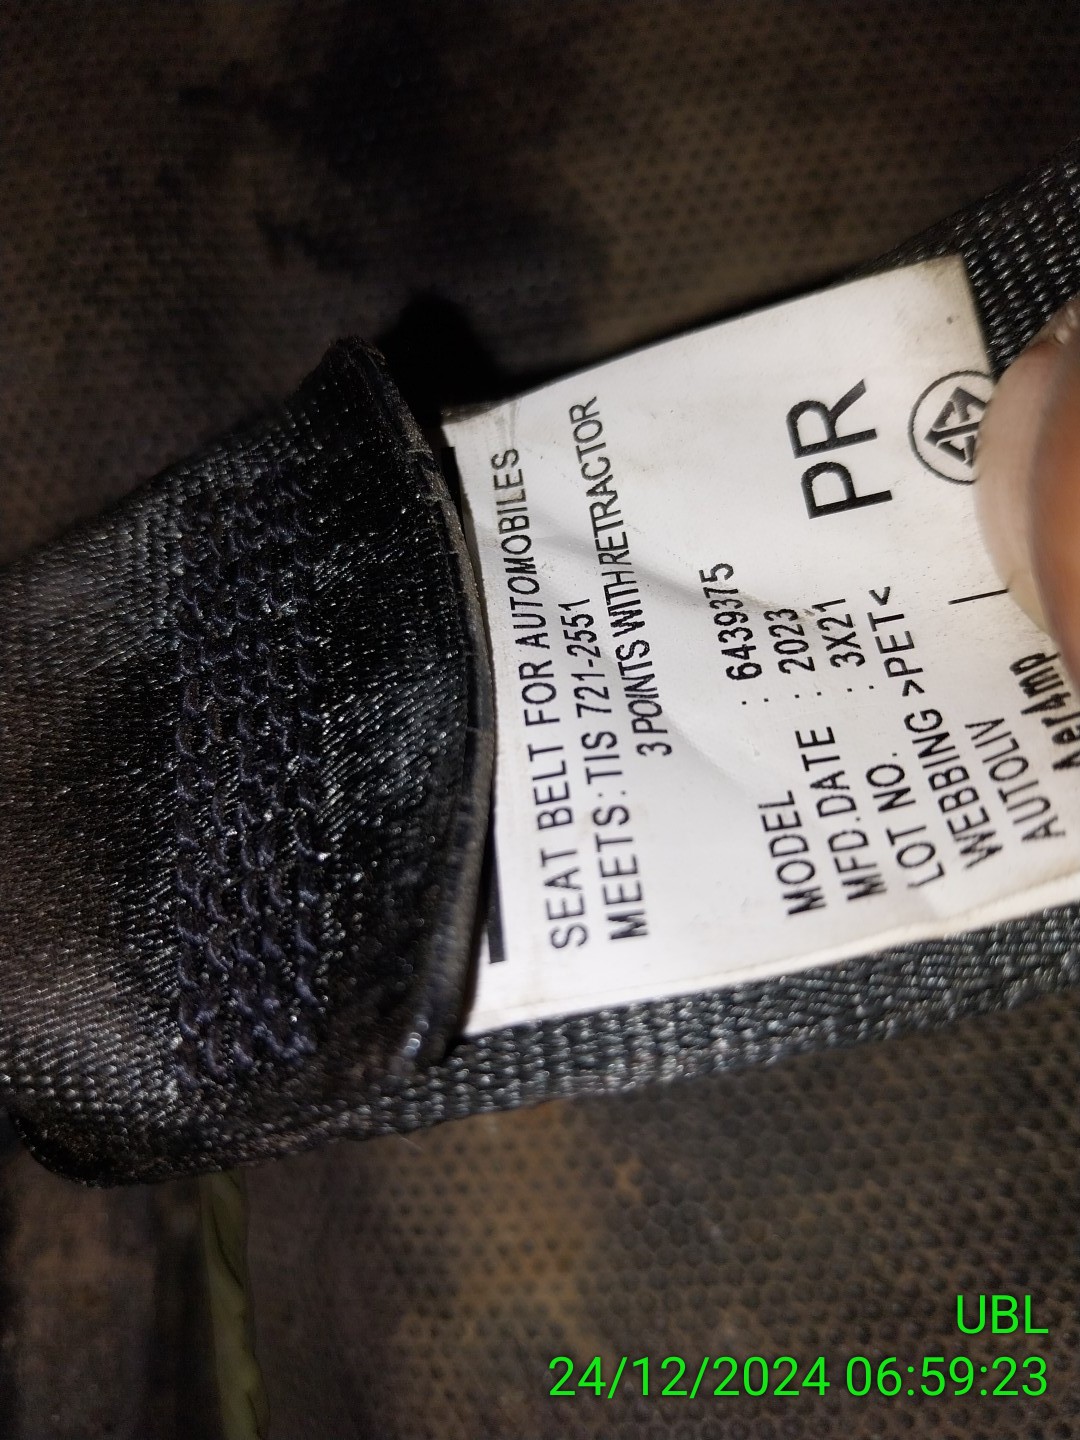 SEAT BELT FOR AUTOMOBILES
MEETS:TIS 721-2551
3 POINTS WITH RETRACTOR
MODEL : 6439375
MFD.DATE : 2023
LOT NO. : 3X21
WEBBING >PET<
AUTOLIV
PR
UBL
24/12/2024 06:59:23